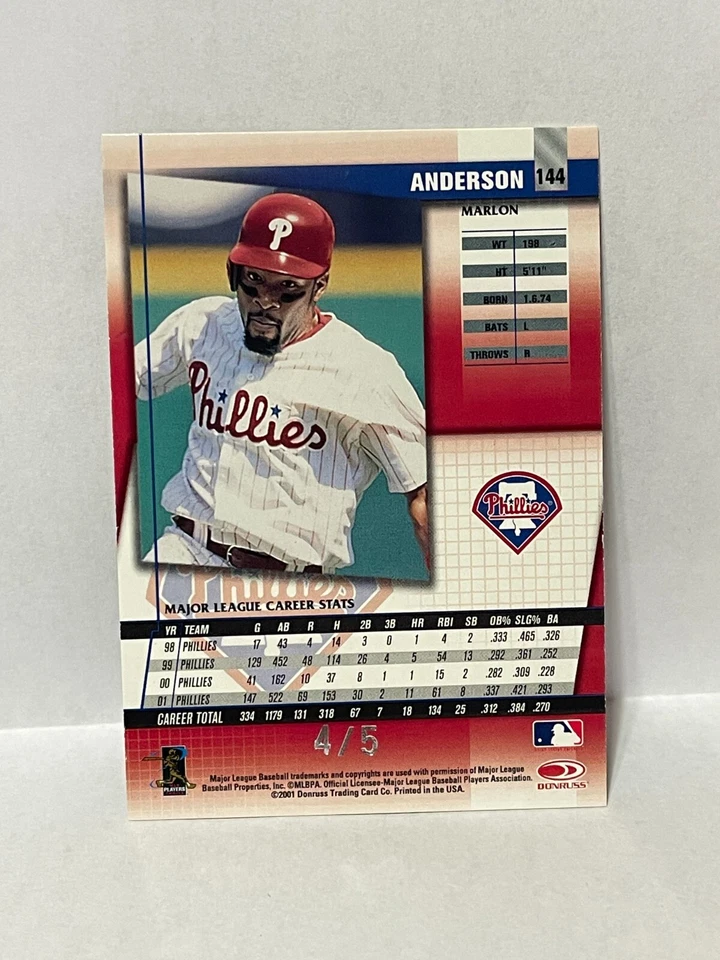 ANDERSON 144
MARLON
WT 198
HT 5'11"
BORN 1.6.74
BATS L
THROWS R
P
Phillies
Phillies
Phillies
MAJOR LEAGUE CAREER STATS
YR TEAM G AB R H 2B 3B HR RBI SB OB% SLG% BA
98 PHILLIES 17 43 4 14 3 0 1 4 2 .333 .465 .326
99 PHILLIES 129 452 48 114 26 4 5 54 13 .292 .361 .252
00 PHILLIES 41 162 10 37 8 1 1 15 2 .282 .309 .228
01 PHILLIES 147 522 69 153 30 2 11 61 8 .337 .421 .293
CAREER TOTAL 334 1179 131 318 67 7 18 134 25 .312 .384 .270
4/5
PLAYERS
Major League Baseball trademarks and copyrights are used with permission of Major League
Baseball Properties, Inc. ©MLBPA. Official Licensee-Major League Baseball Players Association.
©2001 Donruss Trading Card Co. Printed in the USA.
DONRUSS